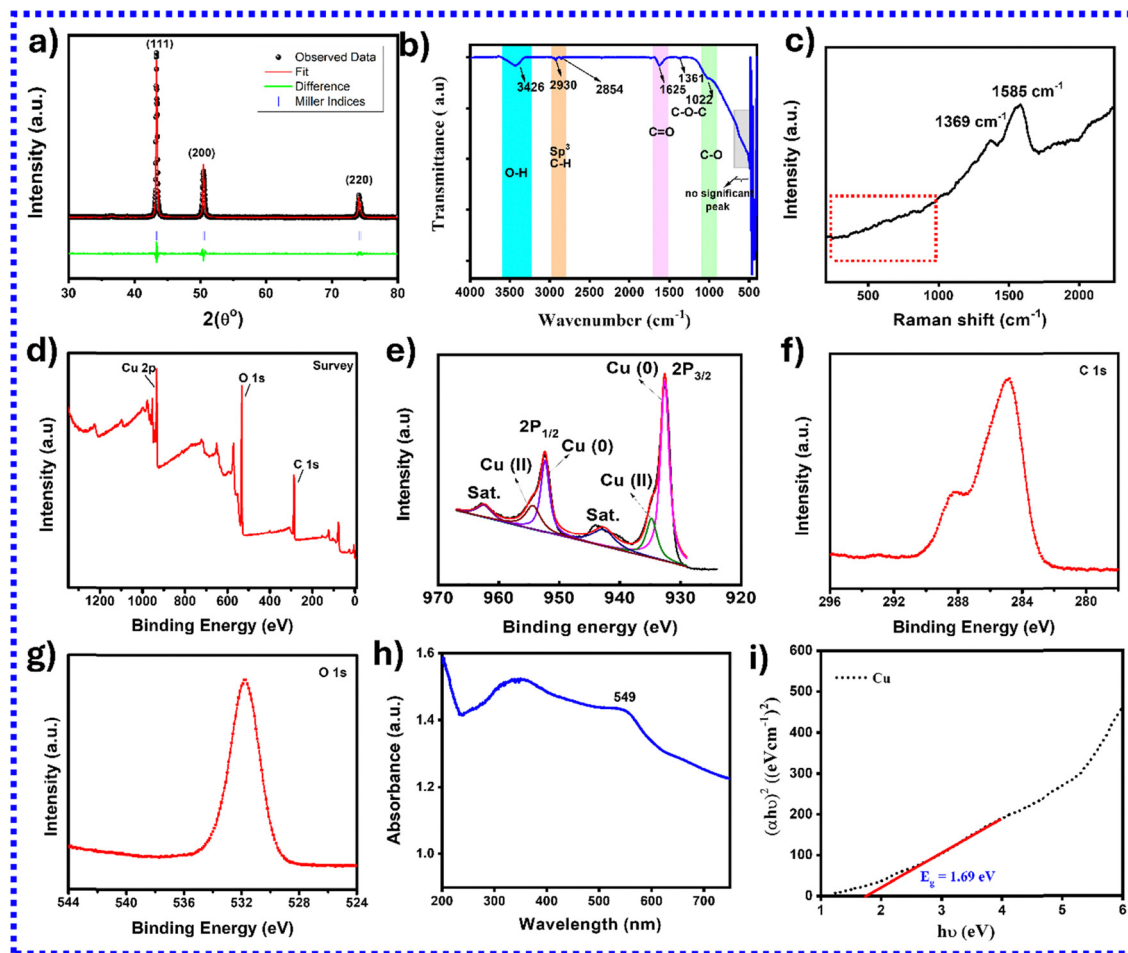 a)
(111)
(200)
(220)
Observed Data
Fit
Difference
Miller Indices
Intensity (a.u.)
30 40 50 60 70 80
2(θ°)
b)
3426
2930
2854
1625
1361
1022
C-O-C
C=O
Sp³
C-H
O-H
C-O
no significant
peak
Transmittance ( a.u)
4000 3500 3000 2500 2000 1500 1000 500
Wavenumber (cm⁻¹)
c)
1585 cm⁻¹
1369 cm⁻¹
Intensity (a.u.)
500 1000 1500 2000
Raman shift (cm⁻¹)
d)
Survey
Cu 2p
O 1s
C 1s
Intensity (a.u)
1200 1000 800 600 400 200 0
Binding Energy (eV)
e)
Cu (0)
2P3/2
2P1/2
Cu (0)
Cu (II)
Cu (II)
Sat.
Sat.
Intensity (a.u)
970 960 950 940 930 920
Binding energy (eV)
f)
C 1s
Intensity (a.u.)
296 292 288 284 280
Binding Energy (eV)
g)
O 1s
Intensity (a.u.)
544 540 536 532 528 524
Binding Energy (eV)
h)
549
Absorbance (a.u.)
1.6
1.4
1.2
1.0
200 300 400 500 600 700
Wavelength (nm)
i)
Cu
(αhυ)² ((eVcm⁻¹)²)
600
500
400
300
200
100
0
Eg = 1.69 eV
1 2 3 4 5 6
hυ (eV)